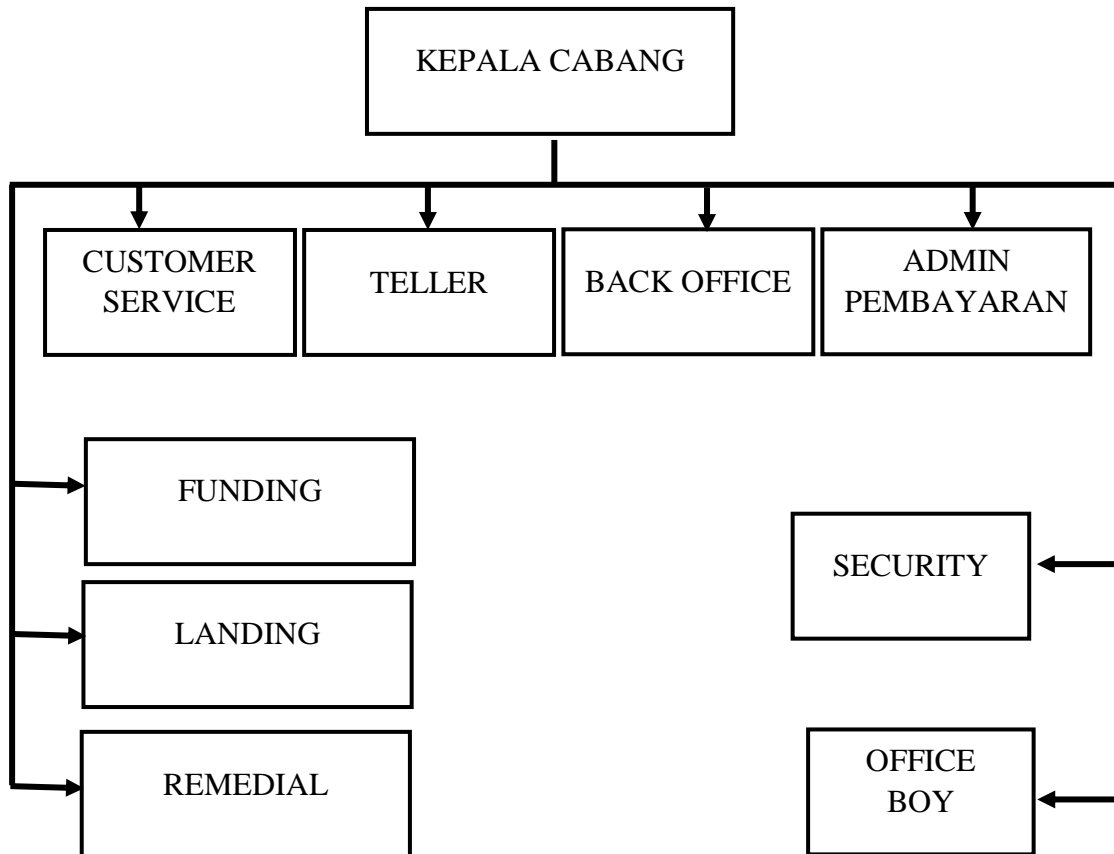 KEPALA CABANG
CUSTOMER
SERVICE
TELLER
BACK OFFICE
ADMIN
PEMBAYARAN
FUNDING
SECURITY
LANDING
REMEDIAL
OFFICE
BOY